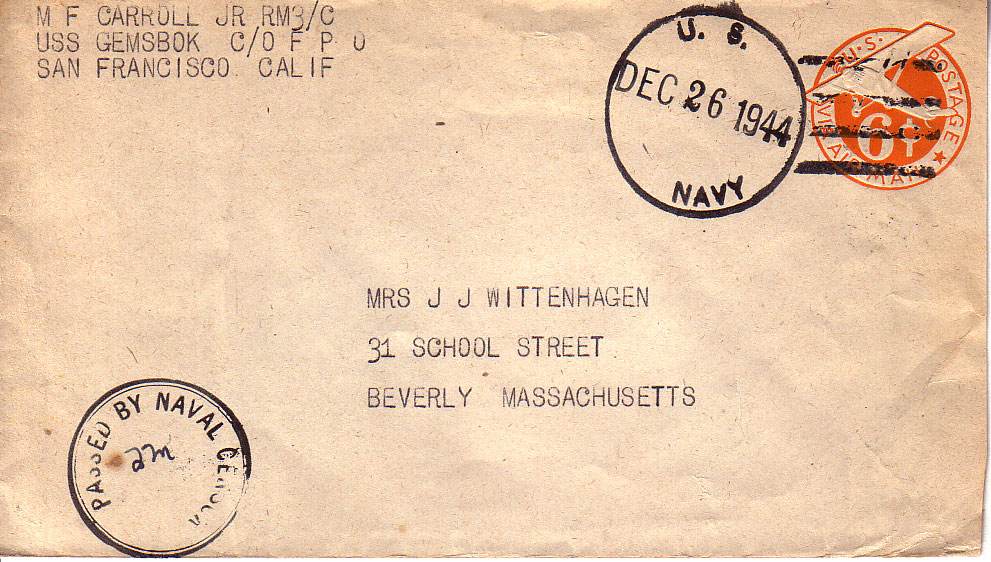 M F CARROLL JR RM3/C
USS GEMSBOK C/O F P O
SAN FRANCISCO CALIF
U. S.
DEC 26 1944
NAVY
U·S· POSTAGE
6¢
VIA AIR MAIL
MRS J J WITTENHAGEN
31 SCHOOL STREET
BEVERLY MASSACHUSETTS
PASSED BY NAVAL CENSOR